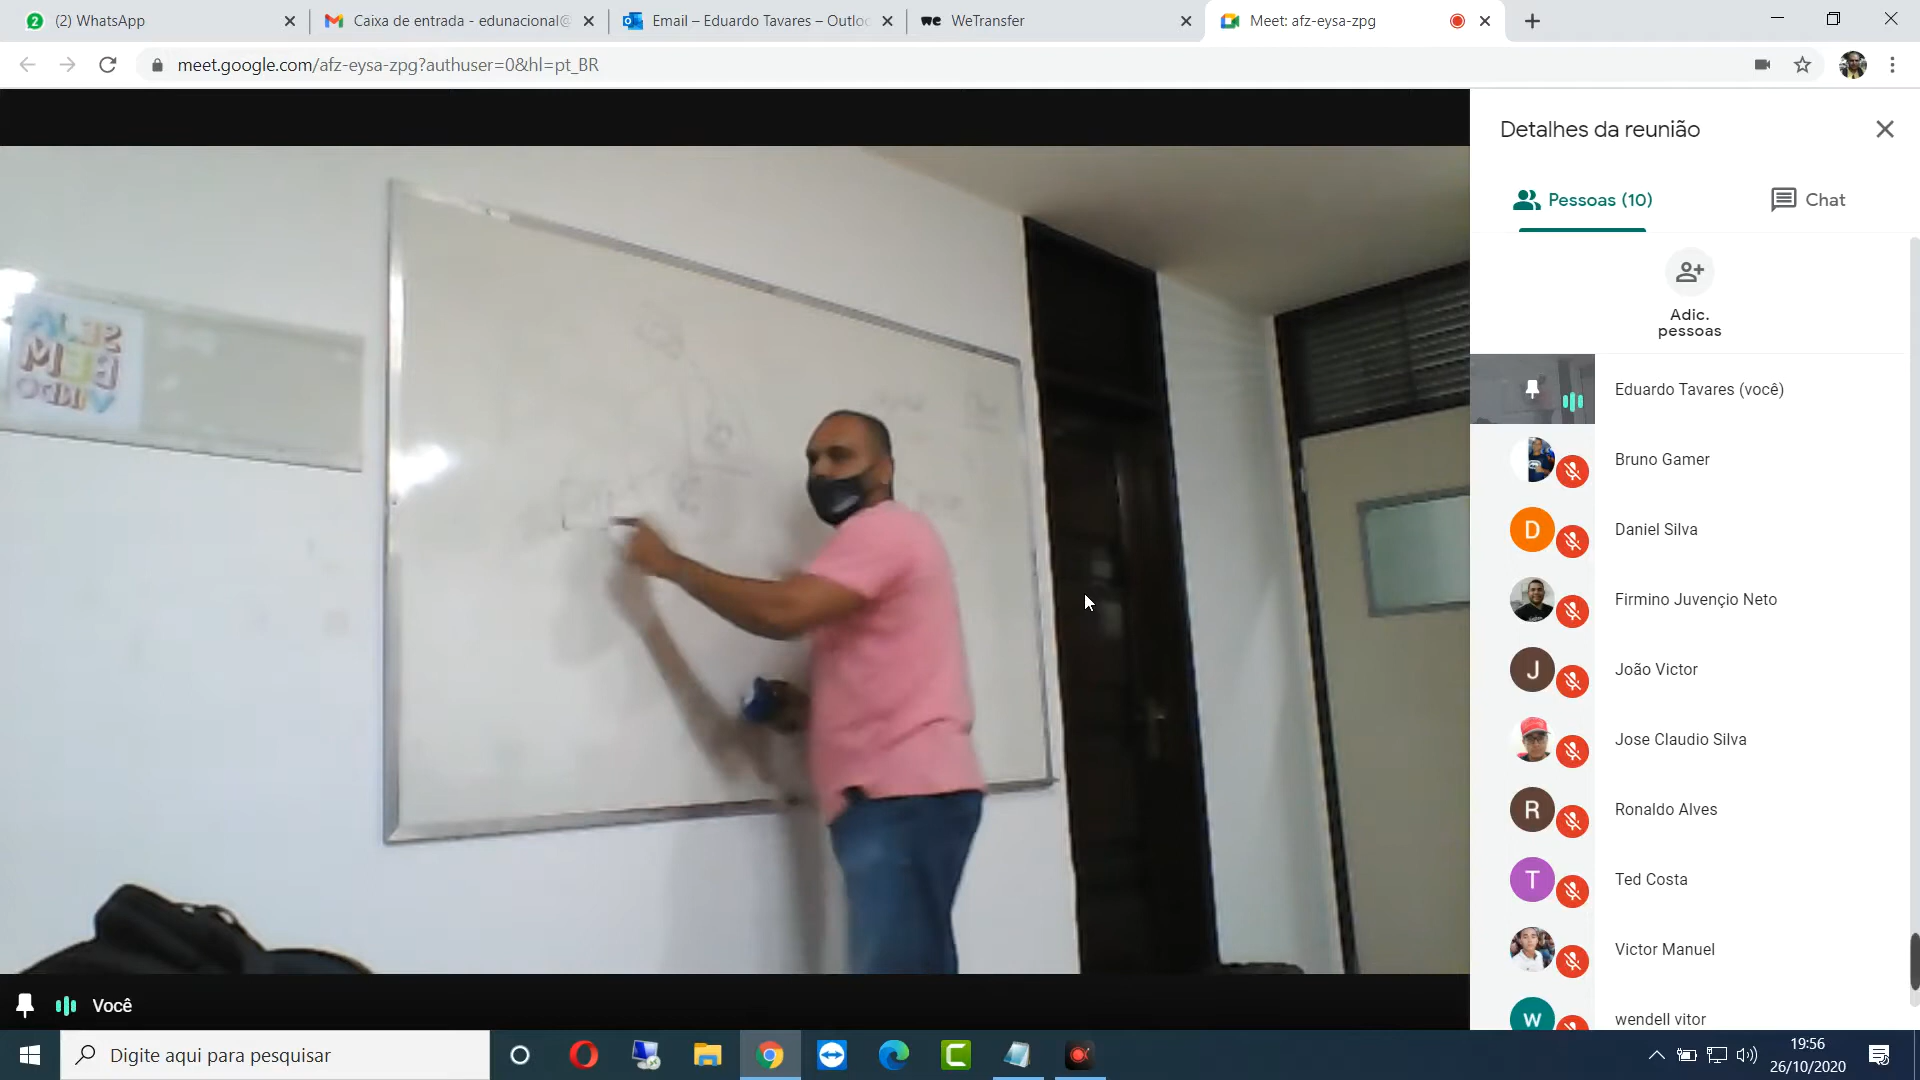 (2) WhatsApp
Caixa de entrada - edunacional@
Email – Eduardo Tavares – Outloo
we WeTransfer
Meet: afz-eysa-zpg
meet.google.com/afz-eysa-zpg?authuser=0&hl=pt_BR
Detalhes da reunião
Pessoas (10)
Chat
Adic.
pessoas
Eduardo Tavares (você)
Bruno Gamer
D Daniel Silva
Firmino Juvençio Neto
J João Victor
Jose Claudio Silva
R Ronaldo Alves
T Ted Costa
Victor Manuel
w wendell vitor
Você
Digite aqui para pesquisar
19:56
26/10/2020